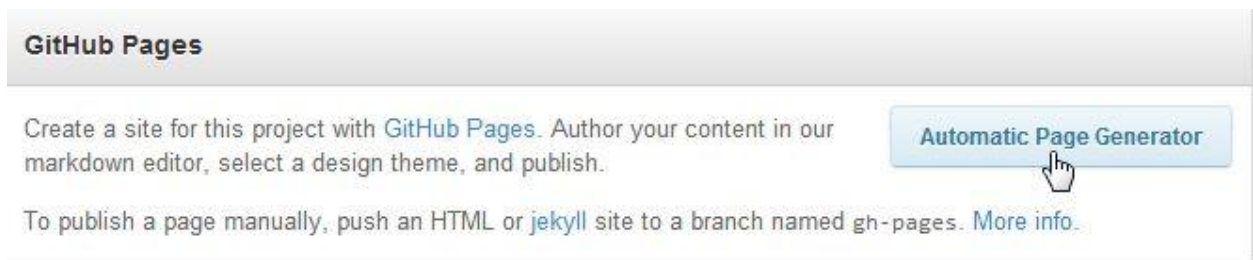 GitHub Pages
Create a site for this project with GitHub Pages. Author your content in our
markdown editor, select a design theme, and publish.
Automatic Page Generator
To publish a page manually, push an HTML or jekyll site to a branch named gh-pages. More info.